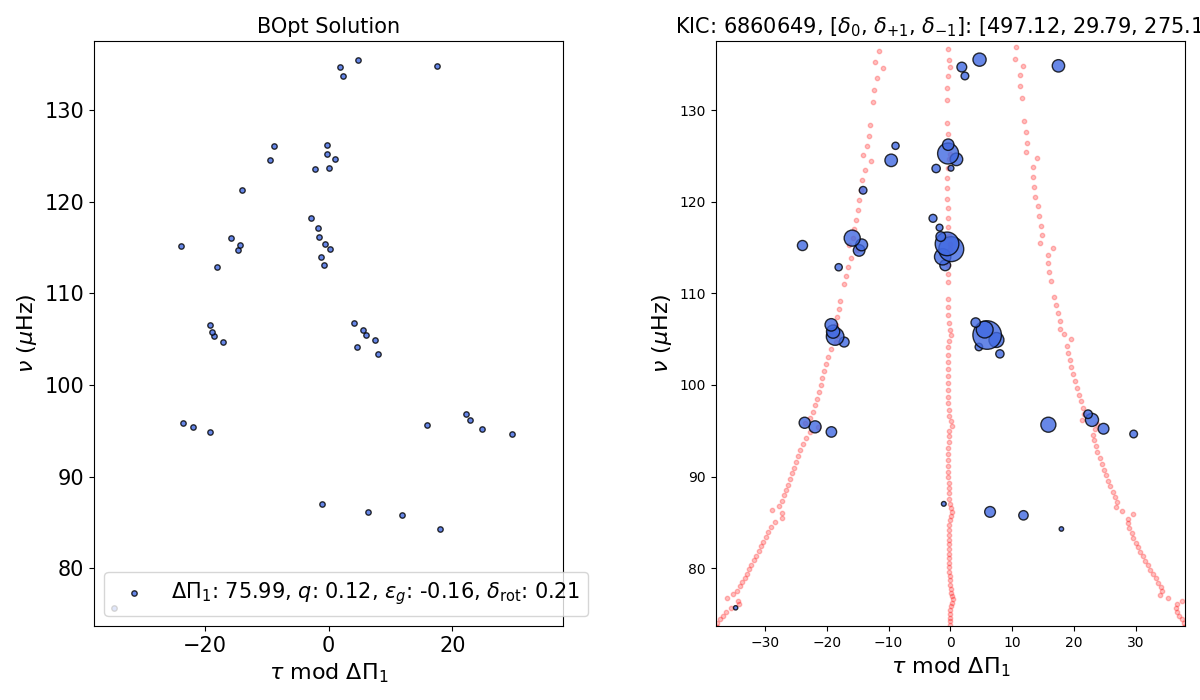 BOpt Solution
130
120
110
100
90
80
ν (μHz)
ΔΠ₁: 75.99, q: 0.12, ε_g: -0.16, δ_rot: 0.21
−20 0 20
τ mod ΔΠ₁
KIC: 6860649, [δ₀, δ₊₁, δ₋₁]: [497.12, 29.79, 275.1
130
120
110
100
90
80
ν (μHz)
−30 −20 −10 0 10 20 30
τ mod ΔΠ₁